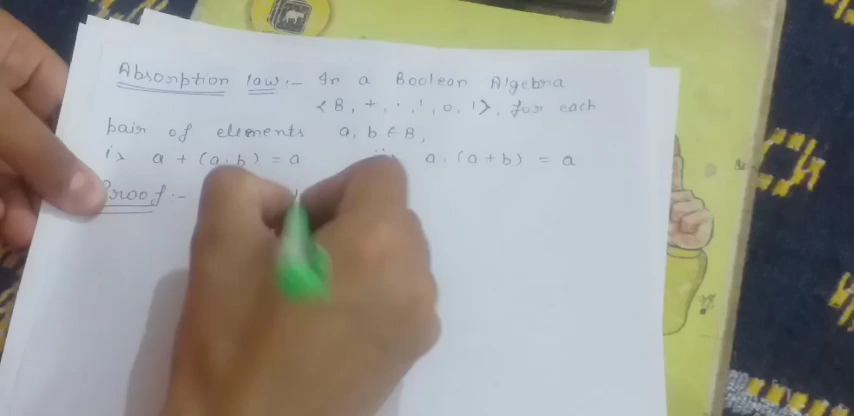 Absorption law :- In a Boolean Algebra
< B, +, ·, ', 0, 1 >, for each
pair of elements a, b ∈ B,
i> a + (a.b) = a a. (a+b) = a
Proof :-